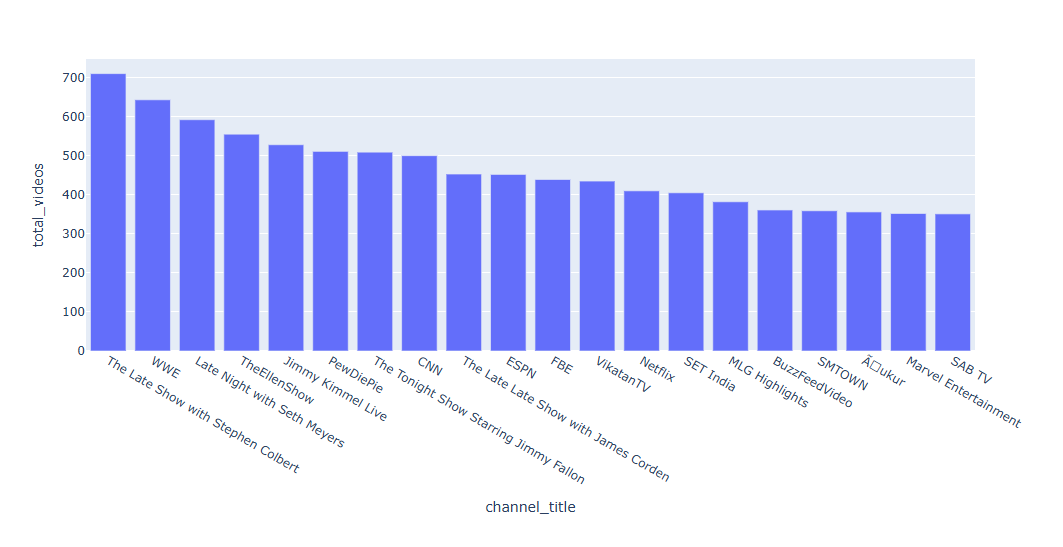 total_videos
700
600
500
400
300
200
100
0
The Late Show with Stephen Colbert
WWE
Late Night with Seth Meyers
TheEllenShow
Jimmy Kimmel Live
PewDiePie
The Tonight Show Starring Jimmy Fallon
CNN
The Late Late Show with James Corden
ESPN
FBE
VikatanTV
Netflix
SET India
MLG Highlights
BuzzFeedVideo
SMTOWN
Ã□ukur
Marvel Entertainment
SAB TV
channel_title